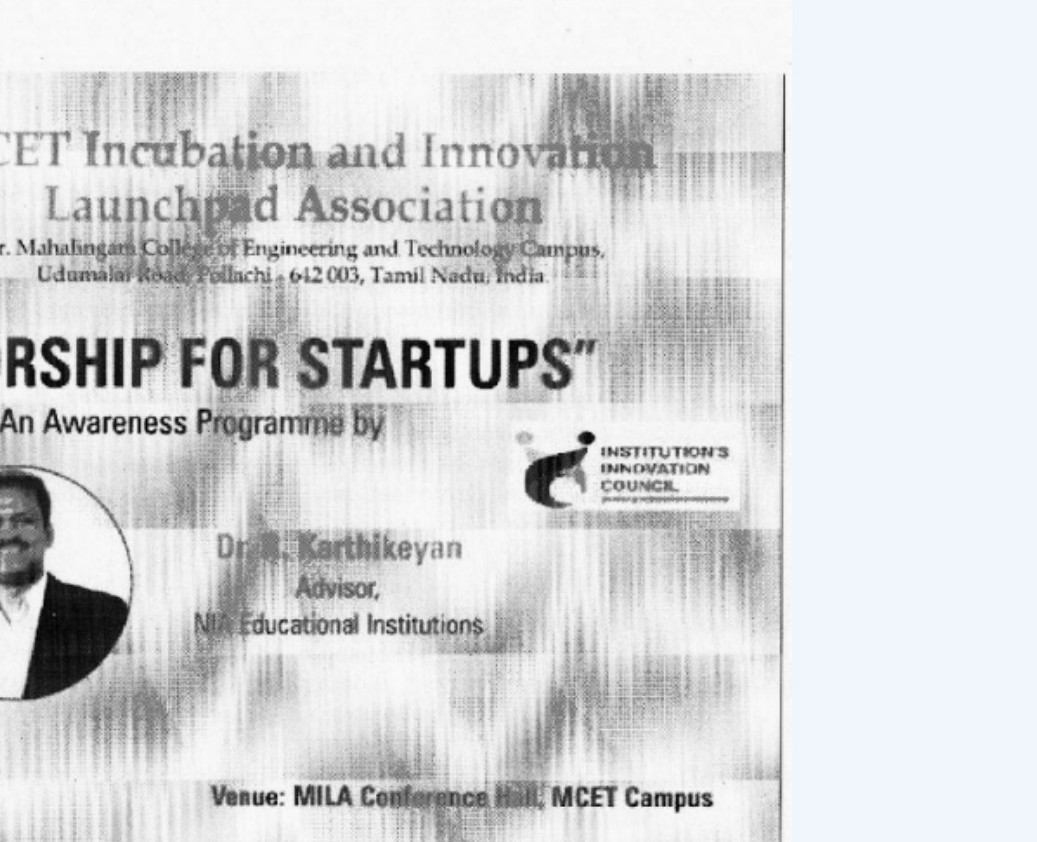 CET Incubation and Innovation
Launchpad Association
r. Mahalingam College of Engineering and Technology Campus,
Udumalai Road, Pollachi - 642 003, Tamil Nadu, India.
RSHIP FOR STARTUPS"
An Awareness Programme by
INSTITUTION'S
INNOVATION
COUNCIL
Dr. R. Karthikeyan
Advisor,
NIA Educational Institutions
Venue: MILA Conference Hall, MCET Campus